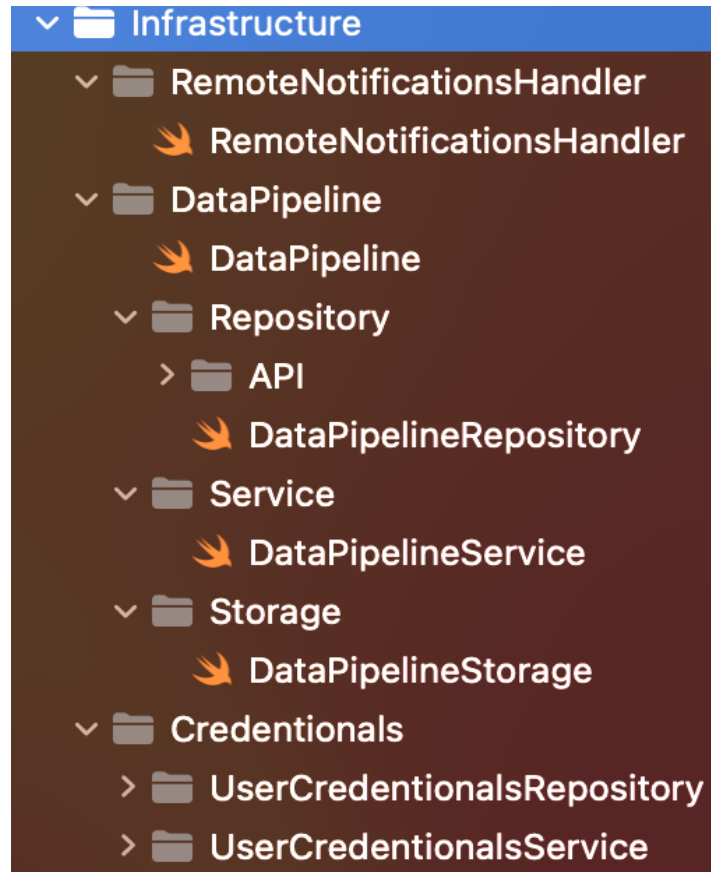 Infrastructure
RemoteNotificationsHandler
RemoteNotificationsHandler
DataPipeline
DataPipeline
Repository
API
DataPipelineRepository
Service
DataPipelineService
Storage
DataPipelineStorage
Credentionals
UserCredentionalsRepository
UserCredentionalsService